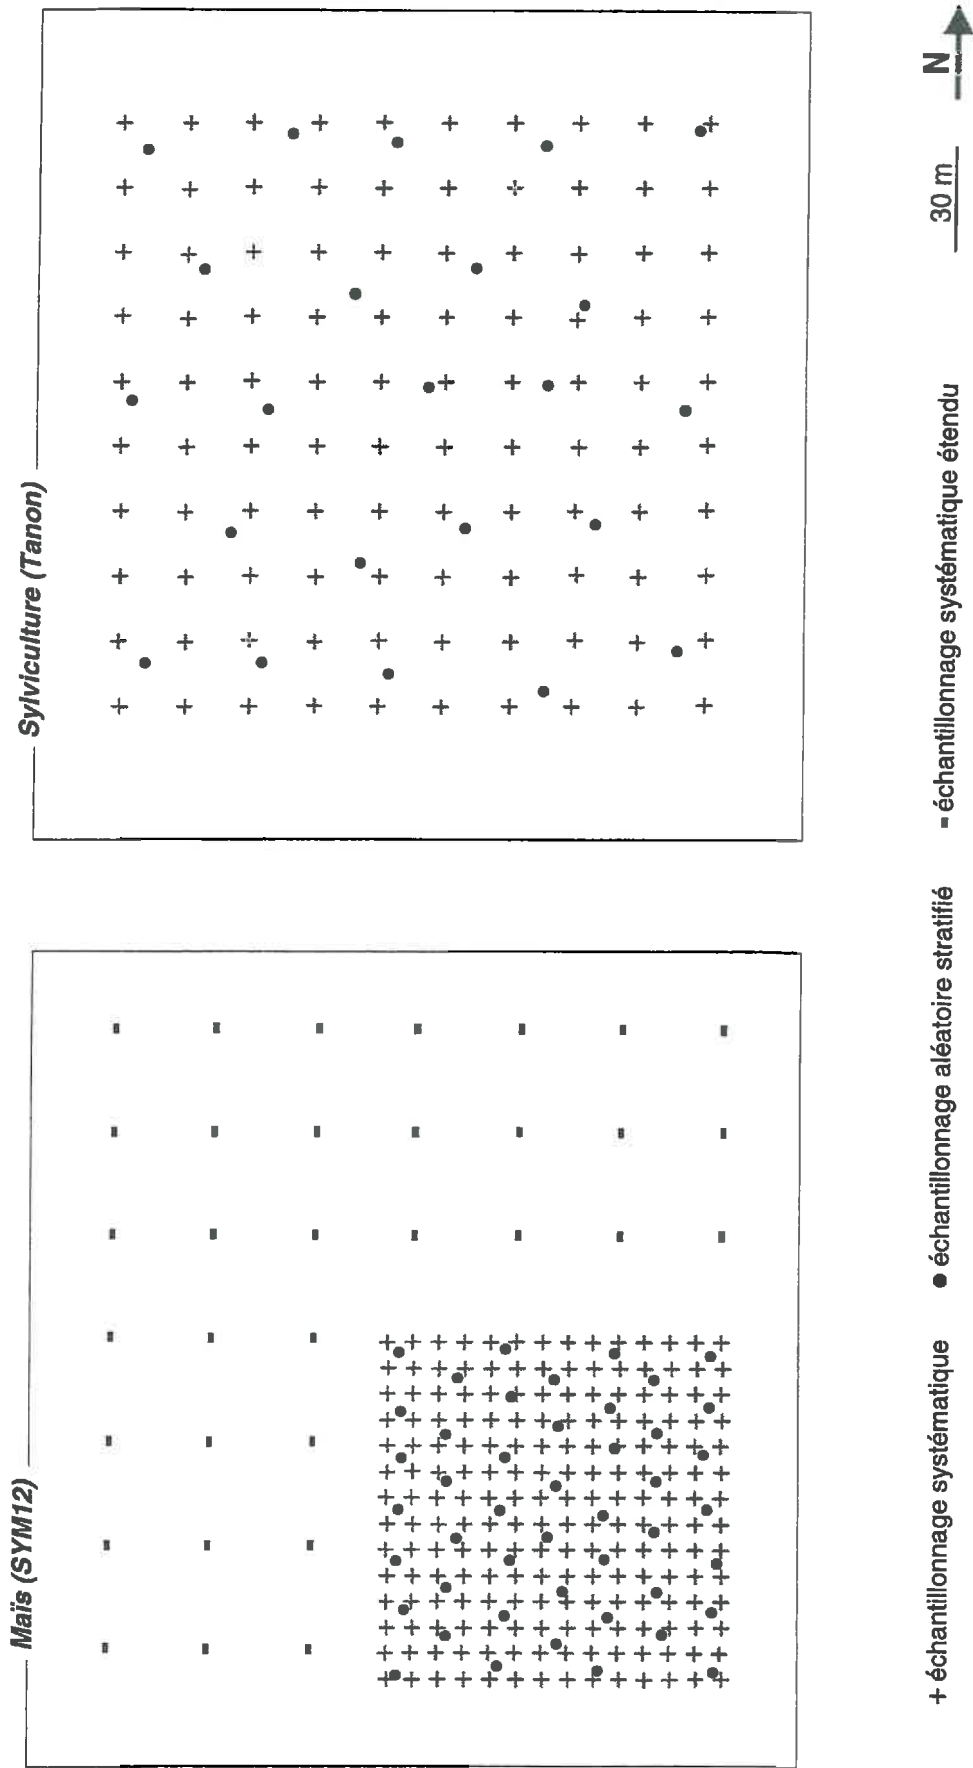 Maïs (SYM12)
Sylviculture (Tanon)
+ échantillonnage systématique ● échantillonnage aléatoire stratifié - échantillonnage systématique étendu
30 m
N